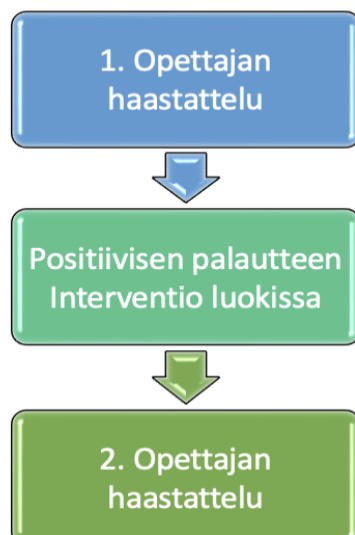 1. Opettajan
haastattelu
Positiivisen palautteen
Interventio luokissa
2. Opettajan
haastattelu